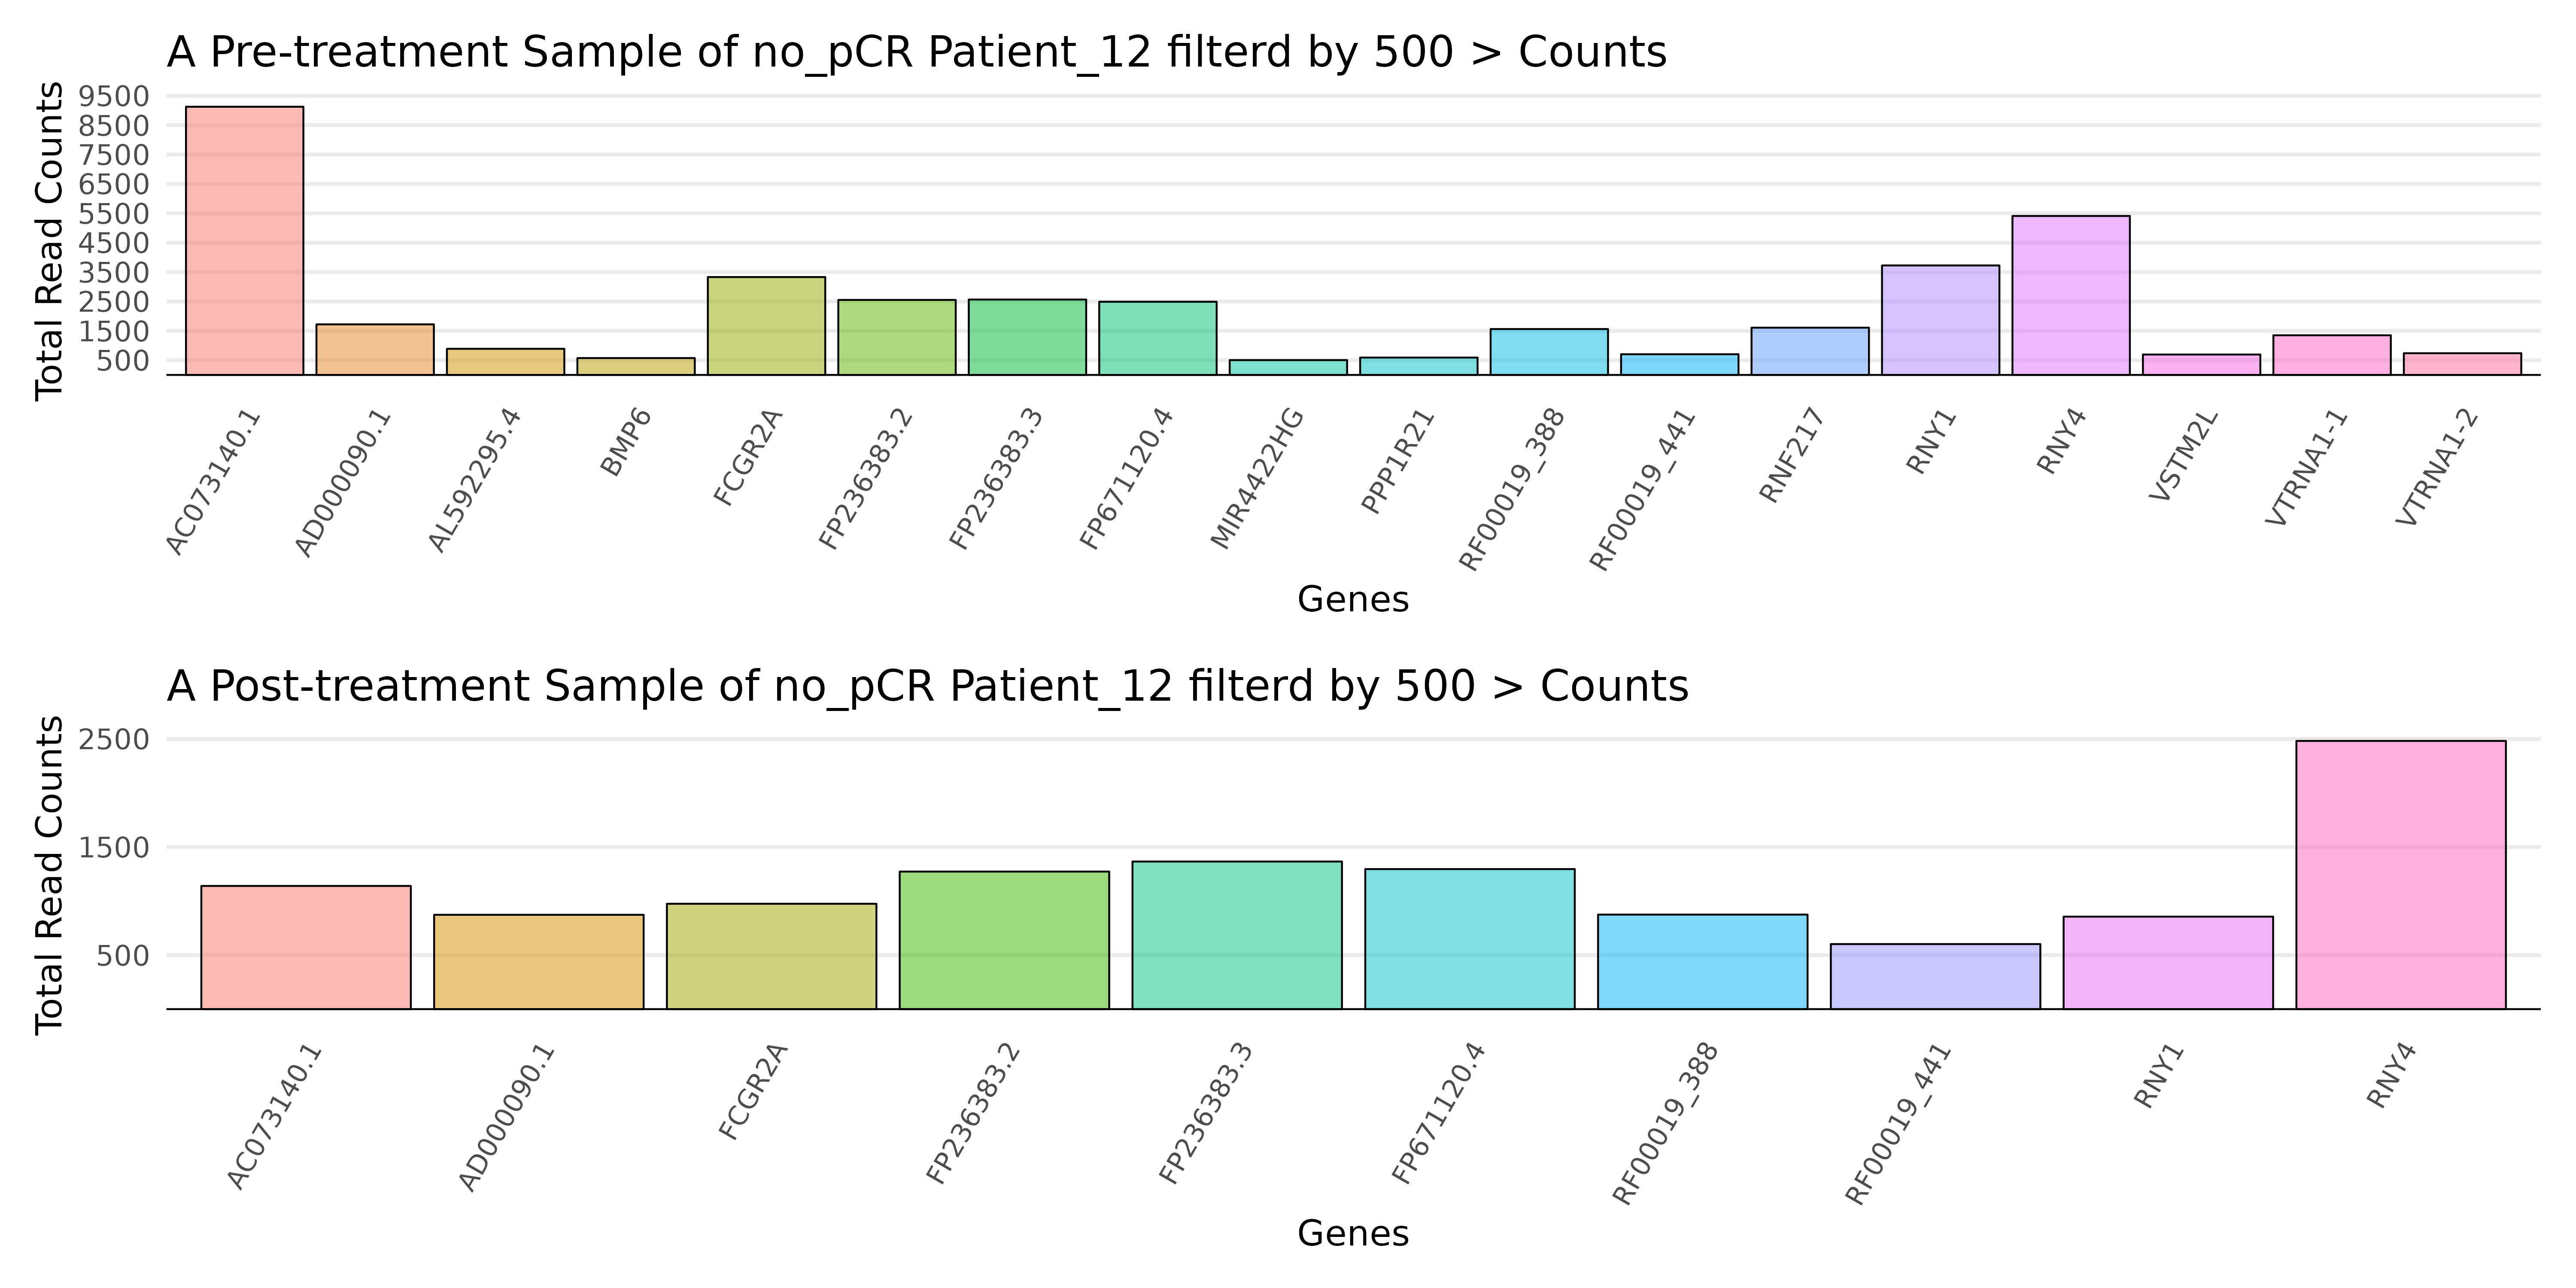 A Pre-treatment Sample of no_pCR Patient_12 filterd by 500 > Counts
Total Read Counts
9500
8500
7500
6500
5500
4500
3500
2500
1500
500
AC073140.1
AD000090.1
AL592295.4
BMP6
FCGR2A
FP236383.2
FP236383.3
FP671120.4
MIR4422HG
PPP1R21
RF00019_388
RF00019_441
RNF217
RNY1
RNY4
VSTM2L
VTRNA1-1
VTRNA1-2
Genes
A Post-treatment Sample of no_pCR Patient_12 filterd by 500 > Counts
Total Read Counts
2500
1500
500
AC073140.1
AD000090.1
FCGR2A
FP236383.2
FP236383.3
FP671120.4
RF00019_388
RF00019_441
RNY1
RNY4
Genes